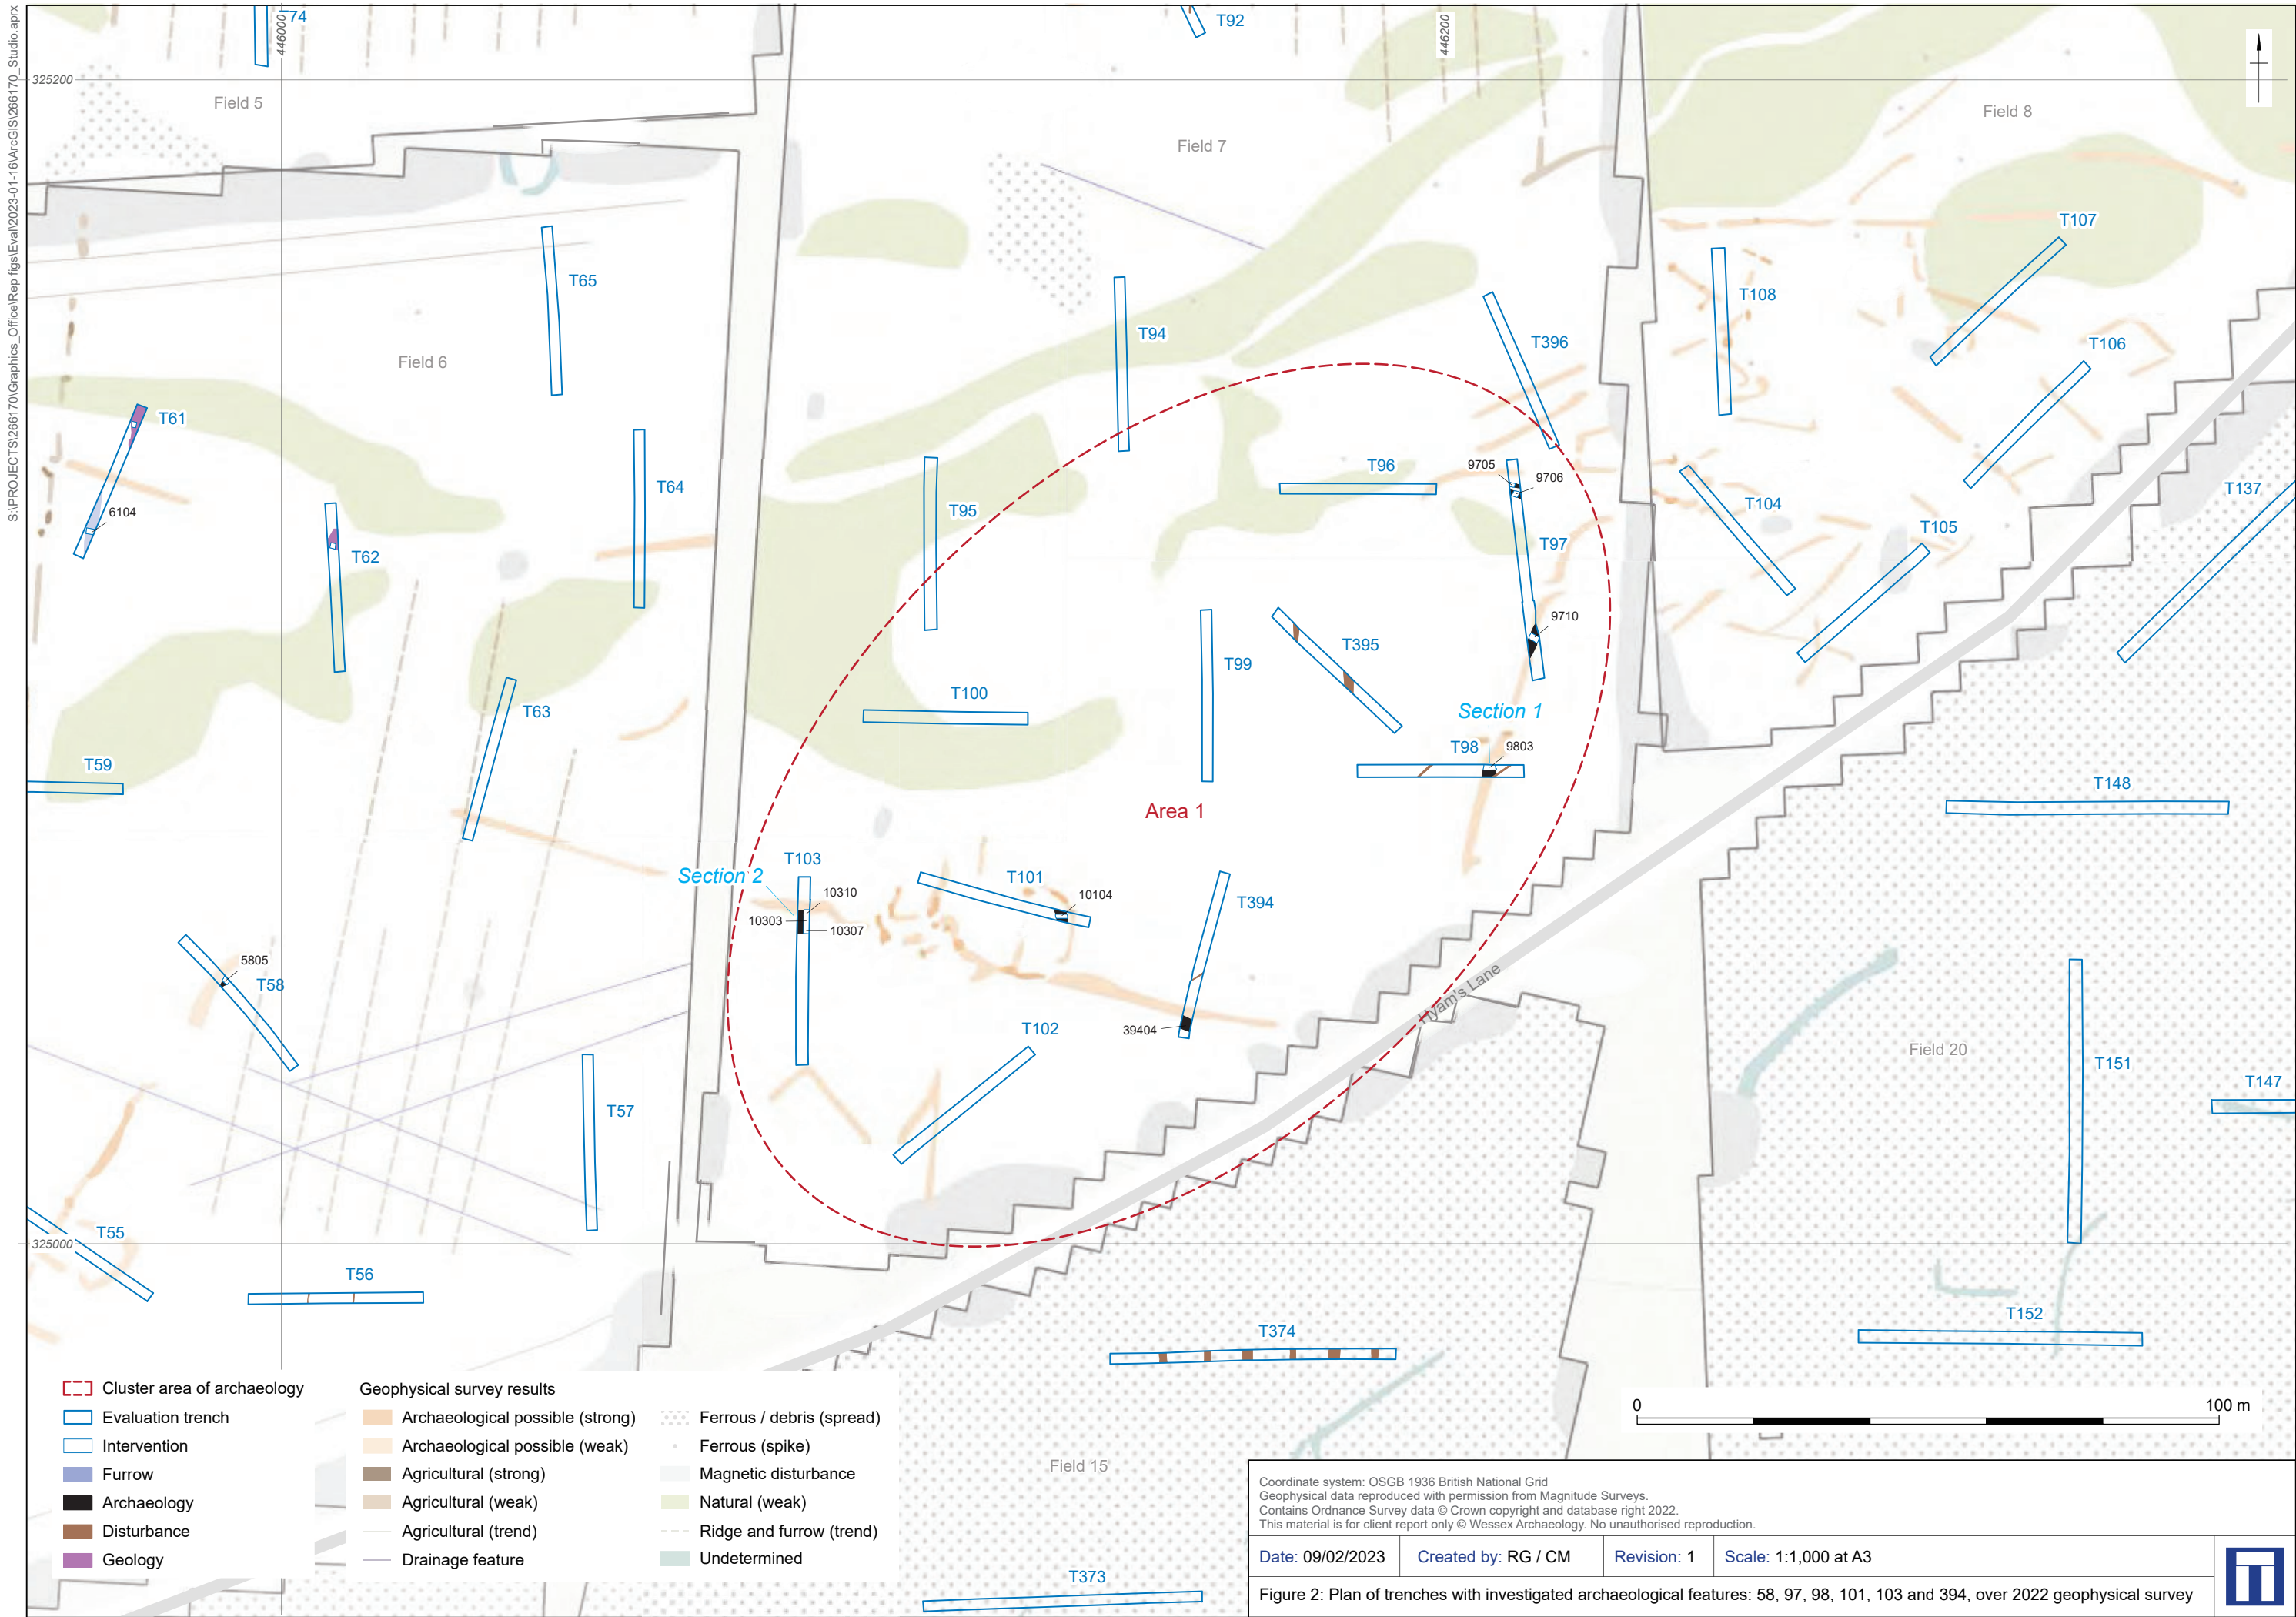 S:\PROJECTS\266170\Graphics_Office\Rep figs\Eval\2023-01-16\ArcGIS\266170_Studio.aprx
T74
446000
T92
446200
325200
Field 5
Field 7
Field 8
T107
T65
T108
T94
T396
T106
Field 6
T61
T64
T95
T96
9705
9706
T137
6104
T62
T104
T105
T97
9710
T395
T99
T63
T100
Section 1
T98
9803
T59
T148
Area 1
T103
Section 2
10310
10303
10307
T101
10104
T394
5805
T58
Hyam's Lane
39404
T102
Field 20
T151
T147
T57
T55
325000
T56
T374
T152
0
100 m
Field 15
T373
Cluster area of archaeology
Evaluation trench
Intervention
Furrow
Archaeology
Disturbance
Geology
Geophysical survey results
Archaeological possible (strong)
Archaeological possible (weak)
Agricultural (strong)
Agricultural (weak)
Agricultural (trend)
Drainage feature
Ferrous / debris (spread)
Ferrous (spike)
Magnetic disturbance
Natural (weak)
Ridge and furrow (trend)
Undetermined
Coordinate system: OSGB 1936 British National Grid
Geophysical data reproduced with permission from Magnitude Surveys.
Contains Ordnance Survey data © Crown copyright and database right 2022.
This material is for client report only © Wessex Archaeology. No unauthorised reproduction.
Date: 09/02/2023
Created by: RG / CM
Revision: 1
Scale: 1:1,000 at A3
Figure 2: Plan of trenches with investigated archaeological features: 58, 97, 98, 101, 103 and 394, over 2022 geophysical survey